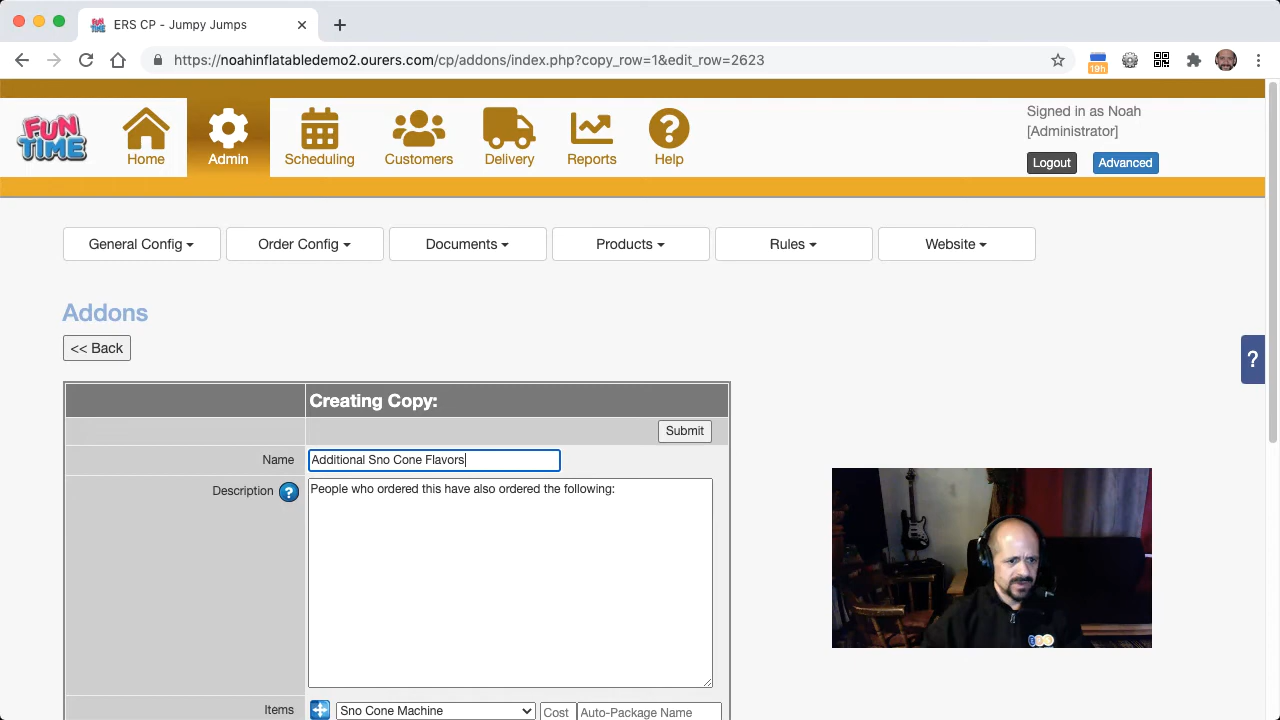 ERS CP - Jumpy Jumps
https://noahinflatabledemo2.ourers.com/cp/addons/index.php?copy_row=1&edit_row=2623
19h
FUN
TIME
Home
Admin
Scheduling
Customers
Delivery
Reports
Help
Signed in as Noah
[Administrator]
Logout
Advanced
General Config
Order Config
Documents
Products
Rules
Website
Addons
<< Back
?
Creating Copy:
Submit
Name
Additional Sno Cone Flavors
Description ?
People who ordered this have also ordered the following:
Items
Sno Cone Machine
Cost
Auto-Package Name